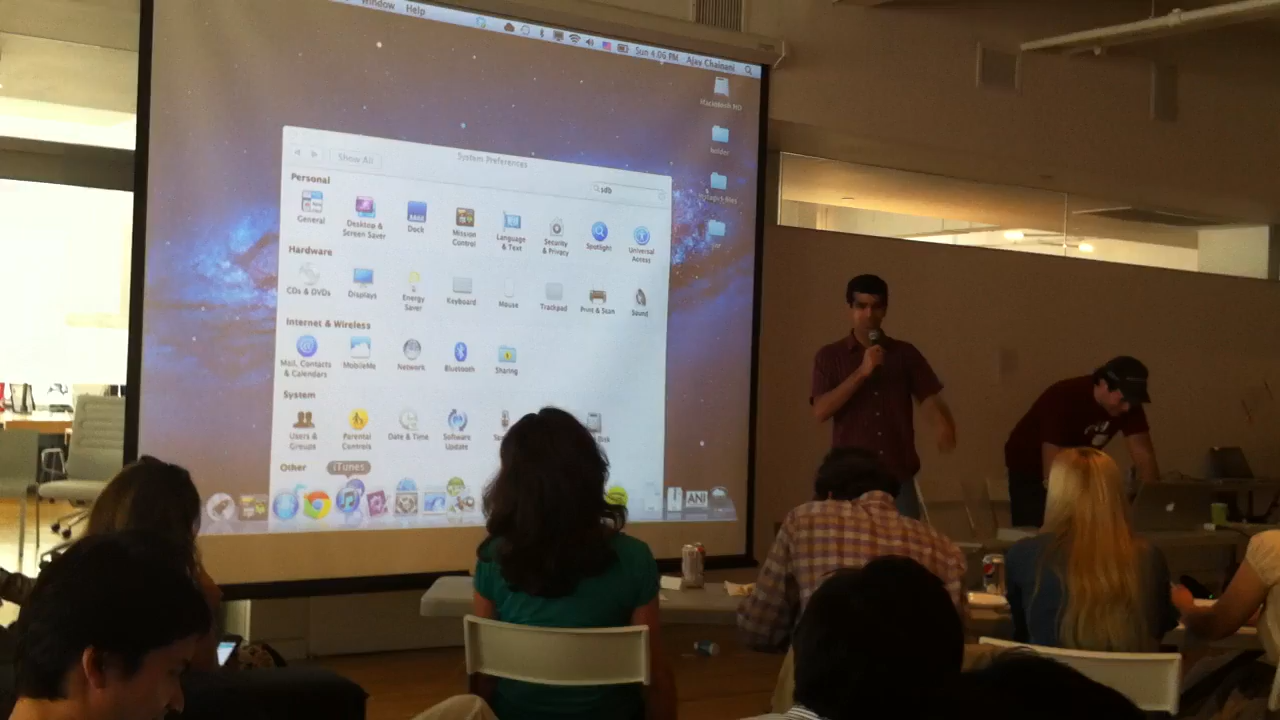 Window Help
Sun 4:06 PM
Macintosh HD
System Preferences
Show All
sdb
Personal
General
Desktop &
Screen Saver
Dock
Mission
Control
Language
& Text
Security
& Privacy
Spotlight
Universal
Access
Hardware
CDs & DVDs
Displays
Energy
Saver
Keyboard
Mouse
Trackpad
Print & Scan
Sound
Internet & Wireless
Mail, Contacts
& Calendars
MobileMe
Network
Bluetooth
Sharing
System
Users &
Groups
Parental
Controls
Date & Time
Software
Update
Disk
Other
iTunes
ANI